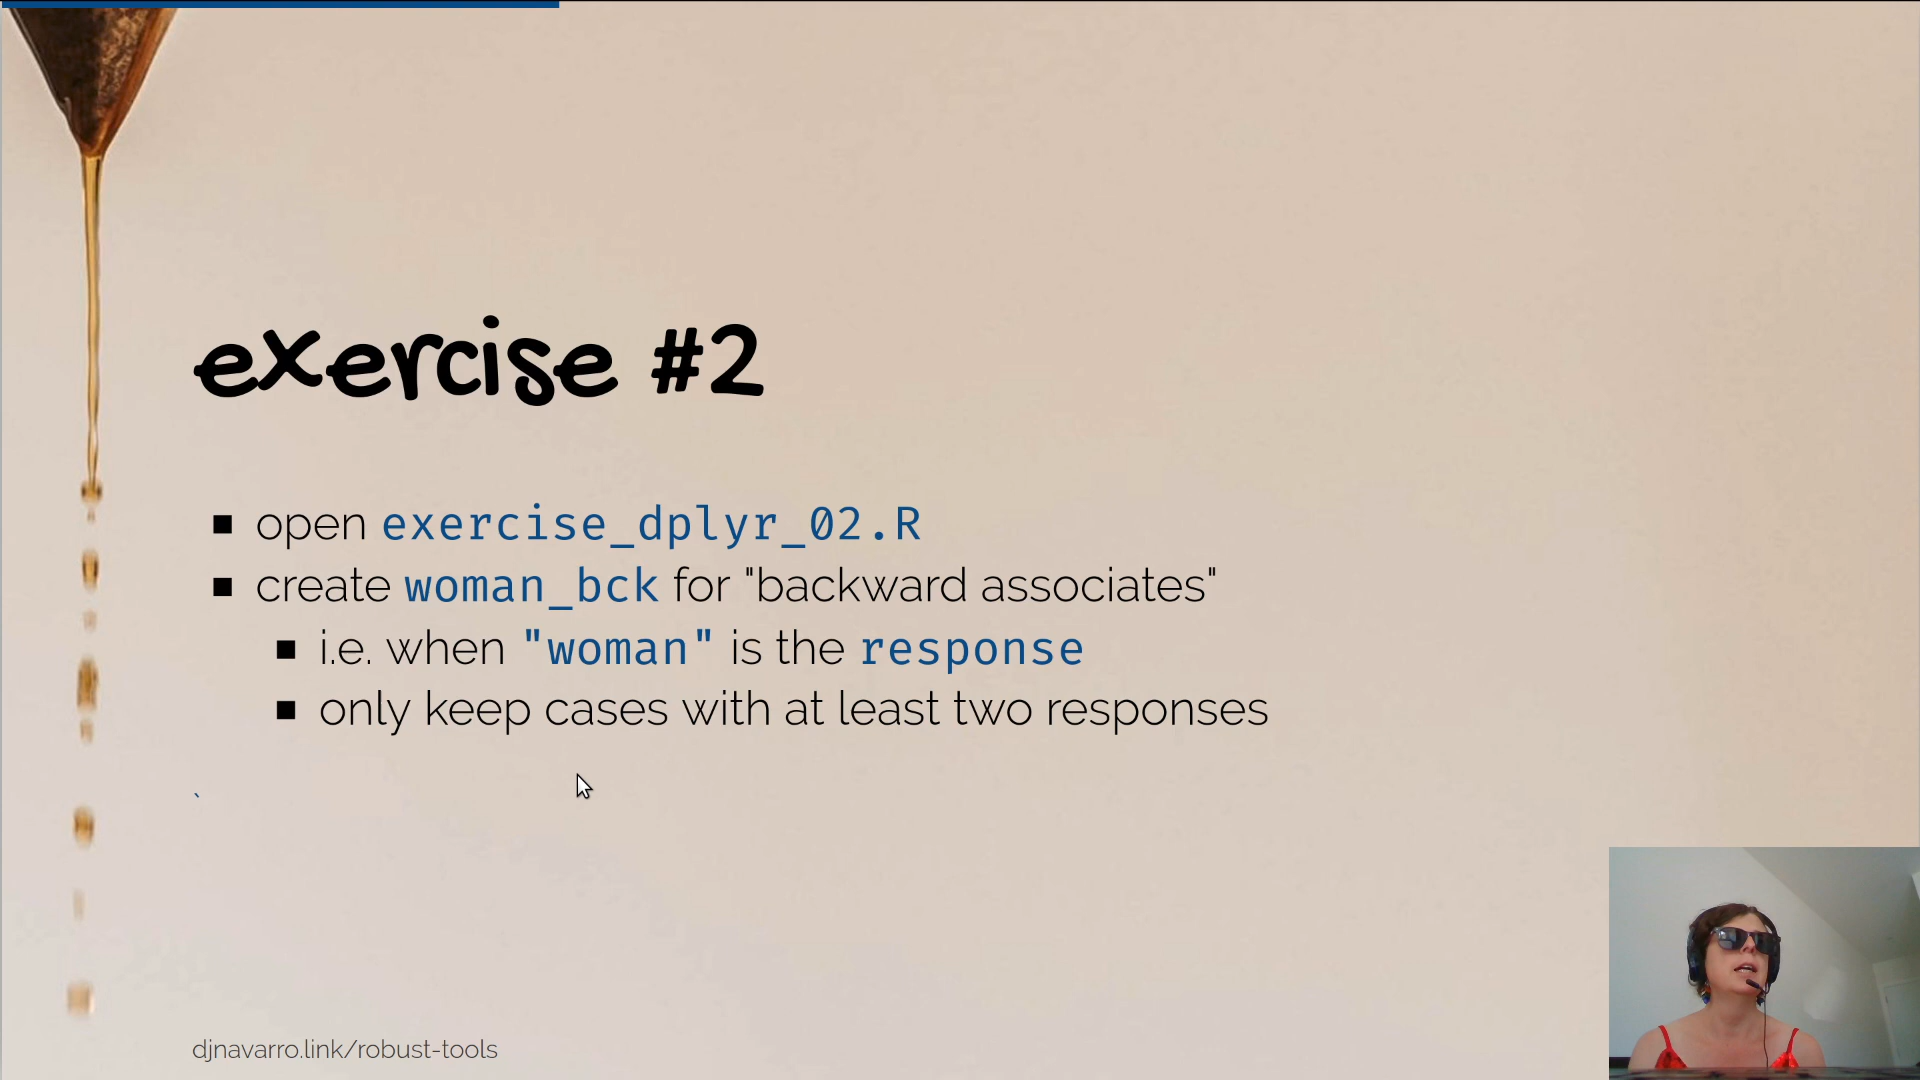 exercise #2
open exercise_dplyr_02.R
create woman_bck for "backward associates"
i.e. when "woman" is the response
only keep cases with at least two responses
`
djnavarro.link/robust-tools